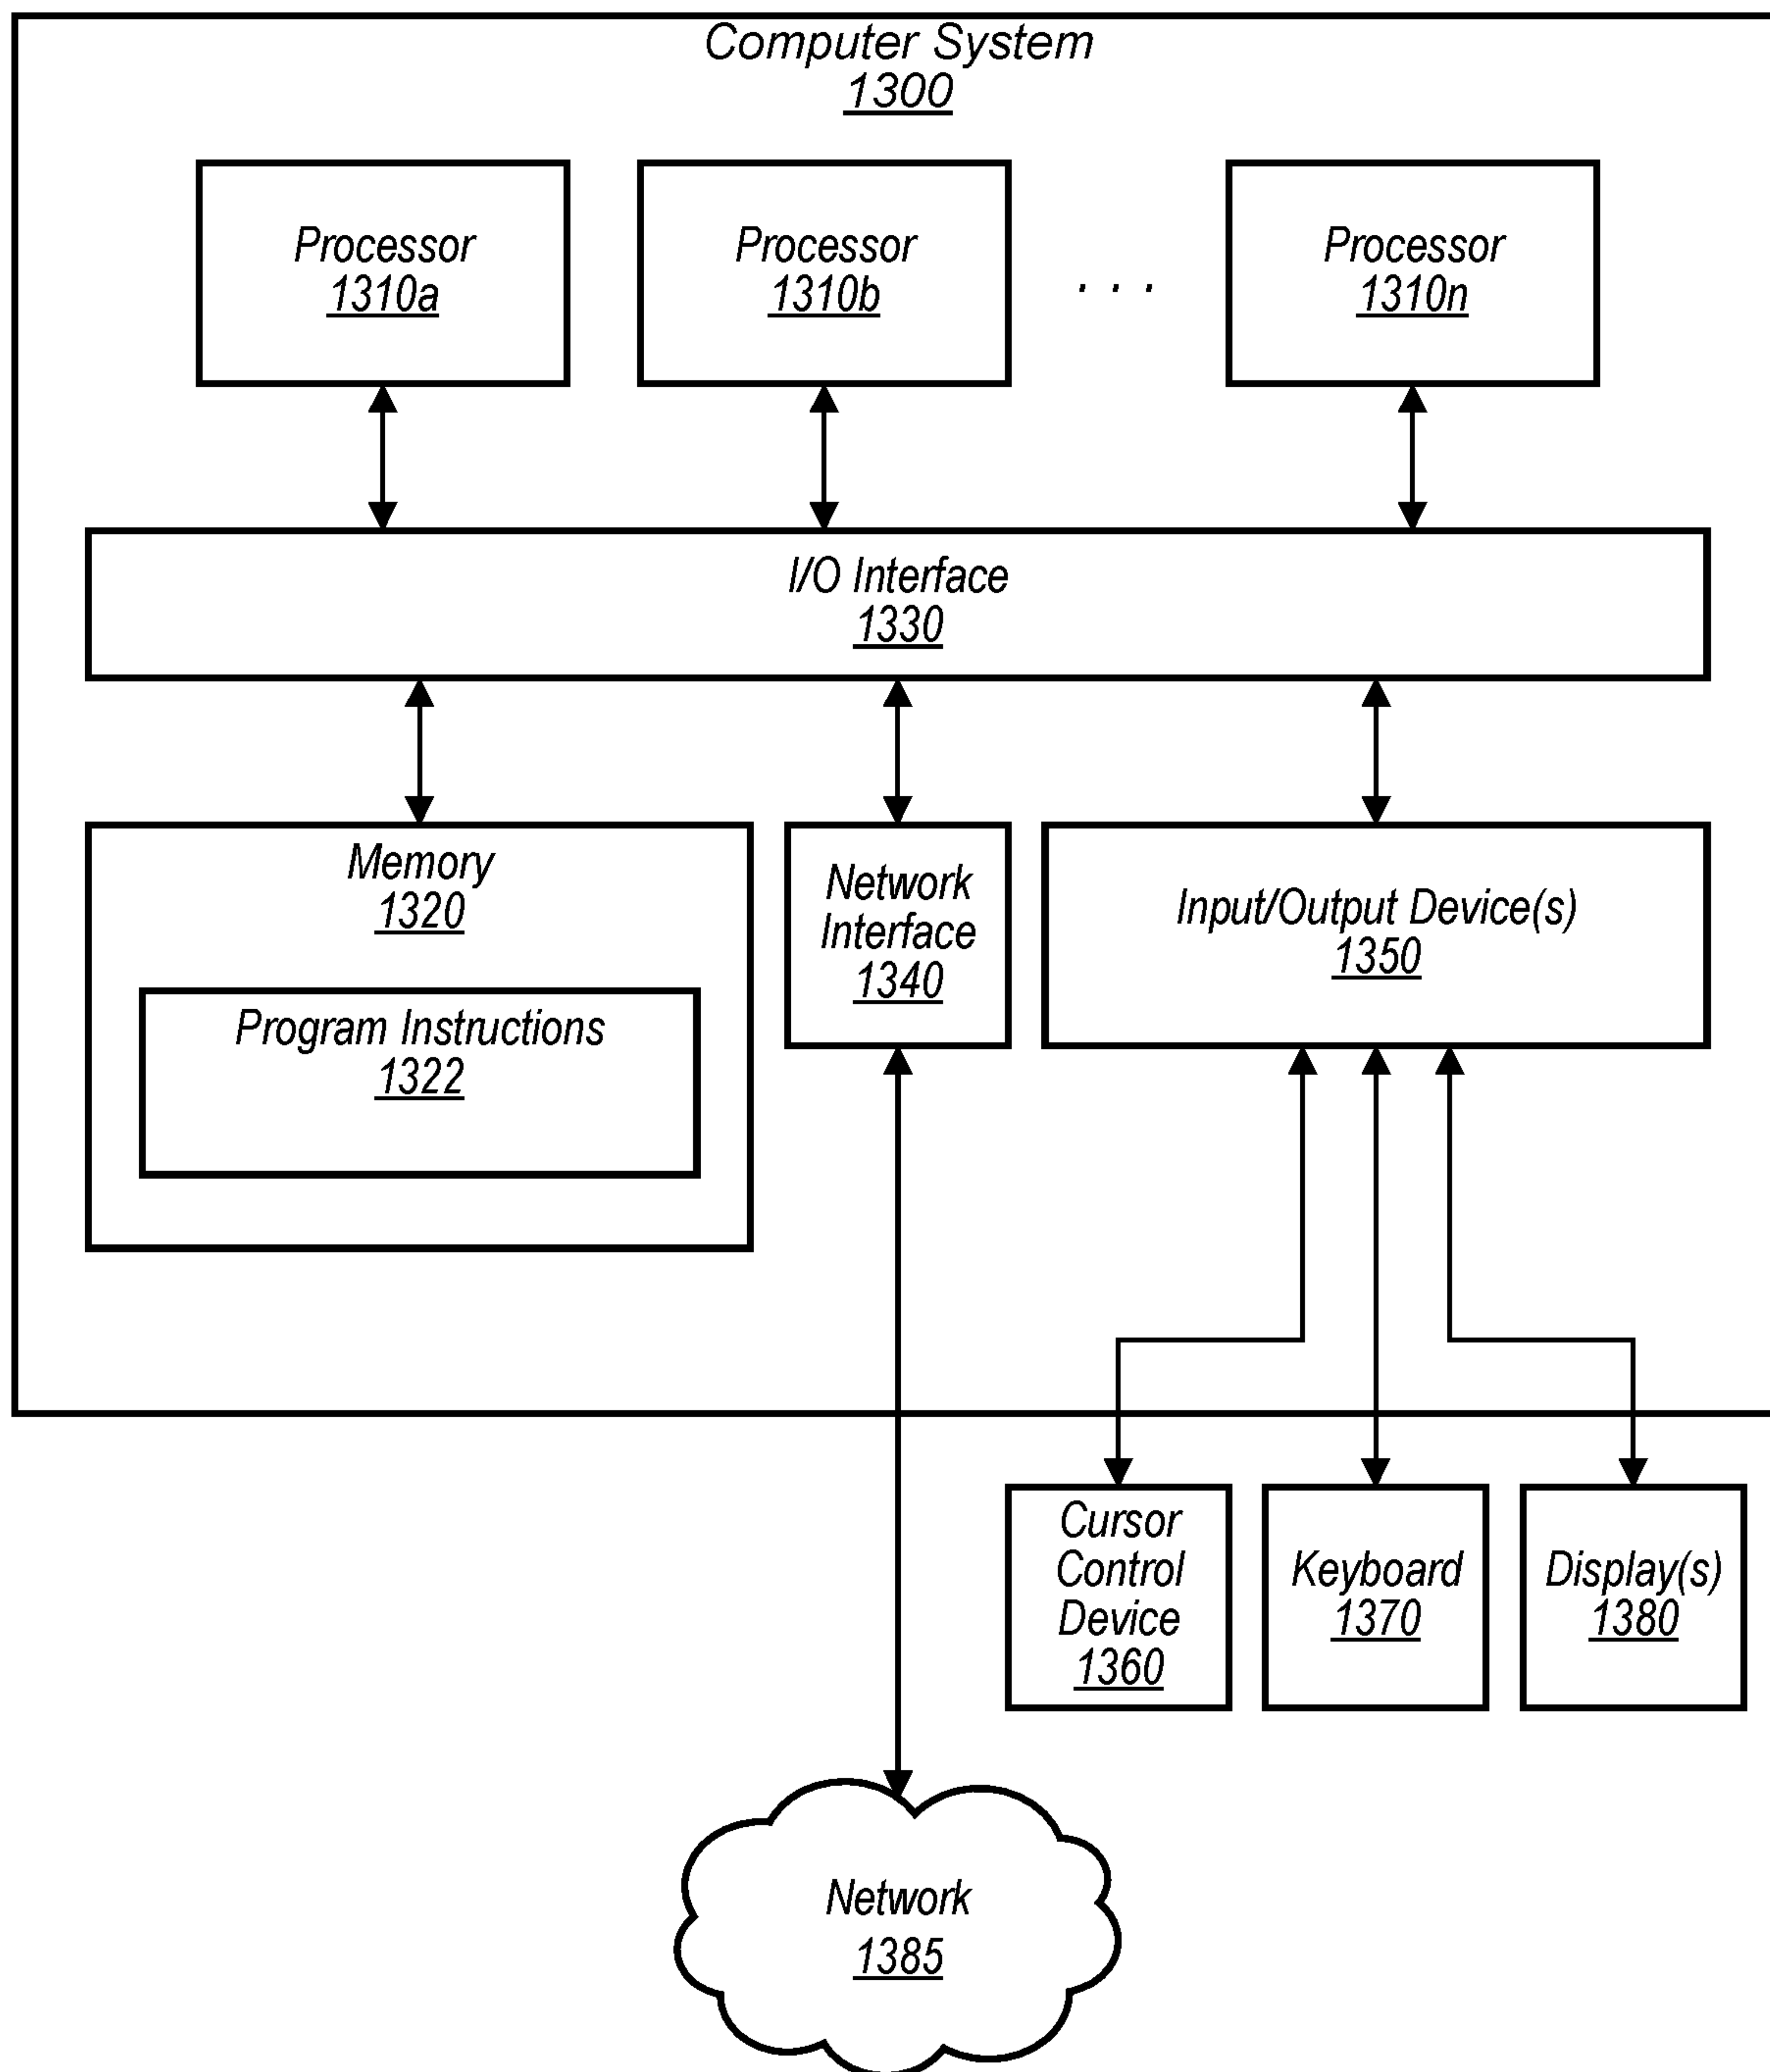 Computer System
1300
Processor
1310a
Processor
1310b
. . .
Processor
1310n
I/O Interface
1330
Memory
1320
Program Instructions
1322
Network
Interface
1340
Input/Output Device(s)
1350
Cursor
Control
Device
1360
Keyboard
1370
Display(s)
1380
Network
1385